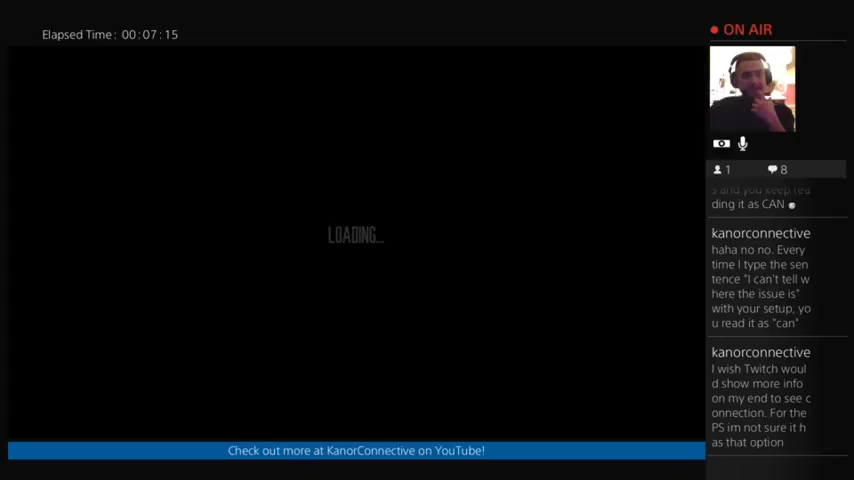 Elapsed Time: 00:07:15
ON AIR
1 8
s and you keep rea
ding it as CAN
kanorconnective
haha no no. Every
time I type the sen
tence "I can't tell w
here the issue is"
with your setup, yo
u read it as "can"
LOADING...
kanorconnective
I wish Twitch woul
d show more info
on my end to see c
onnection. For the
PS im not sure it h
as that option
Check out more at KanorConnective on YouTube!